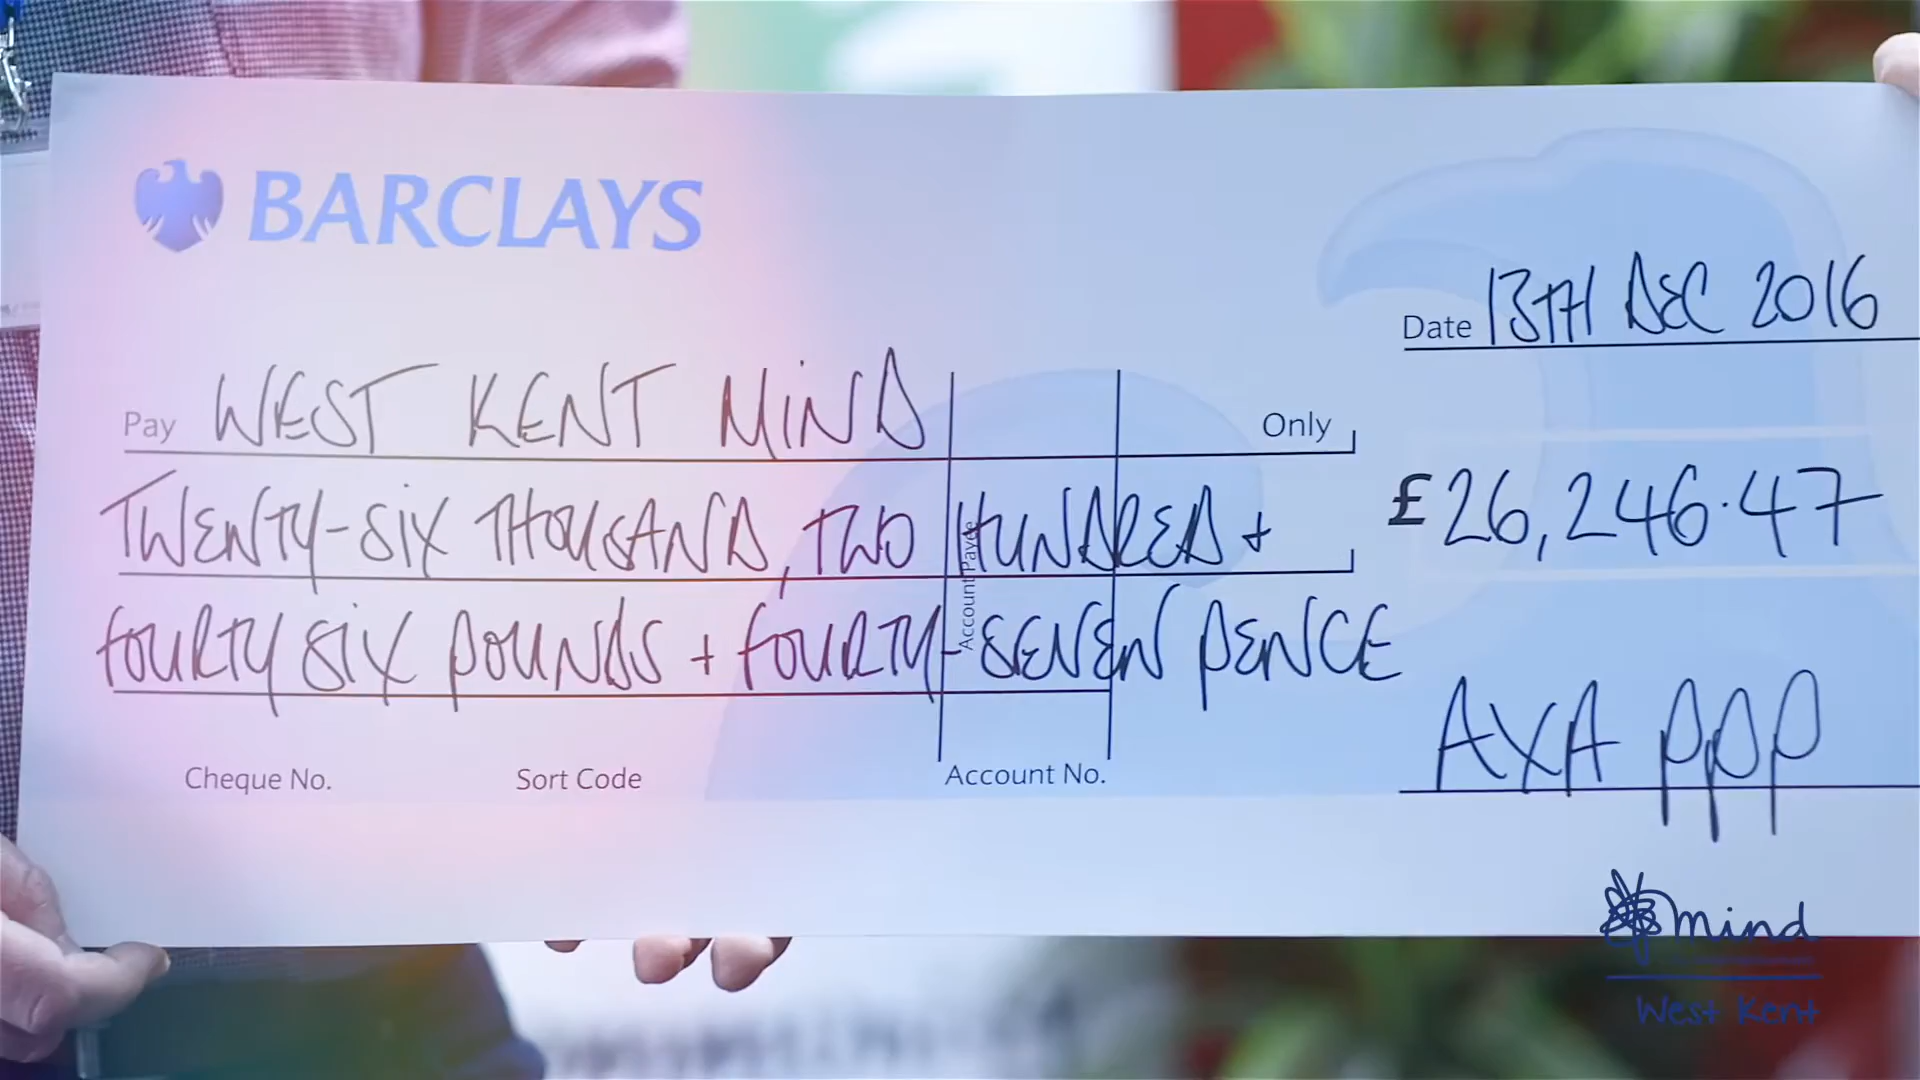 BARCLAYS
Date 13TH DEC 2016
Pay WEST KENT MIND Only
TWENTY-SIX THOUSAND, TWO HUNDRED +
£26,246.47
FOURTY SIX POUNDS + FOURTY-SEVEN PENCE
Account Payee
AXA PPP
Cheque No. Sort Code Account No.
mind
West Kent